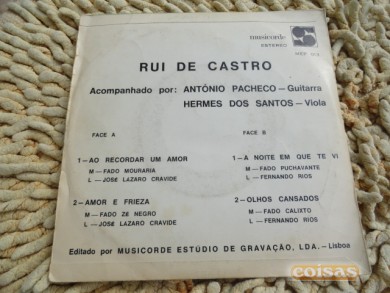 musicorde
ESTÉREO
RUI DE CASTRO
Acompanhado por: ANTÓNIO PACHECO — Guitarra
HERMES DOS SANTOS — Viola
FACE A
FACE B
1 — AO RECORDAR UM AMOR
M — FADO MOURARIA
L — JOSE LAZARO CRAVIDE
2 — AMOR E FRIEZA
M — FADO ZE NEGRO
L — JOSE LAZARO CRAVIDE
1 — A NOITE EM QUE TE VI
M — FADO PUCHAVANTE
L — FERNANDO RIOS
2 — OLHOS CANSADOS
M — FADO CALIXTO
L — FERNANDO RIOS
Editado por MUSICORDE ESTÚDIO DE GRAVAÇÃO, LDA. — Lisboa
coisas